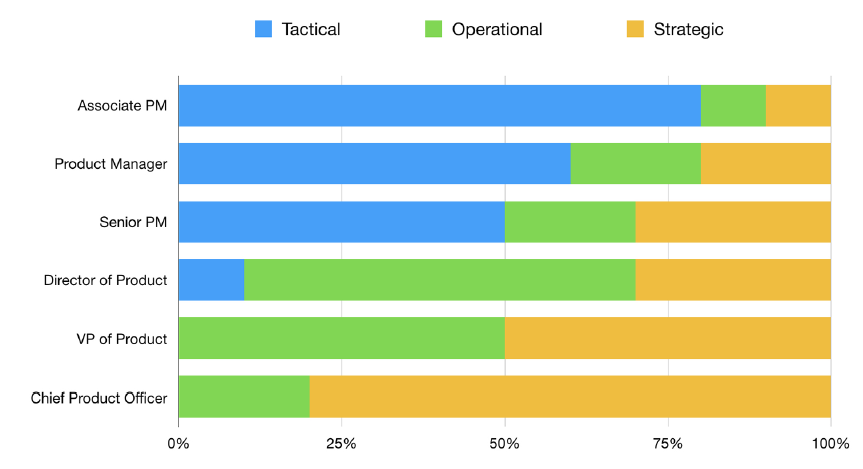 Tactical Operational Strategic
Associate PM
Product Manager
Senior PM
Director of Product
VP of Product
Chief Product Officer
0% 25% 50% 75% 100%